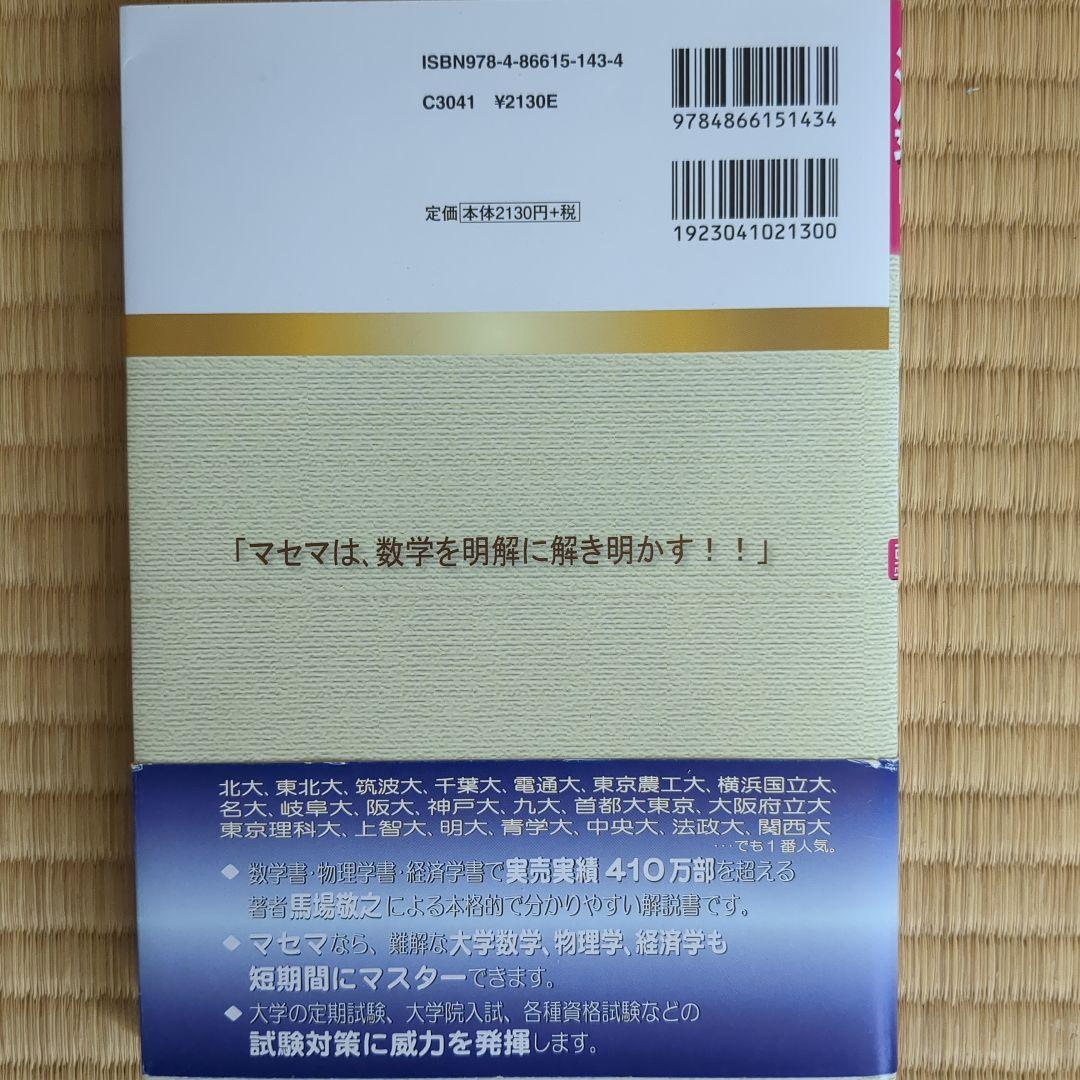 ISBN978-4-86615-143-4
C3041 ¥2130E
9784866151434
定価 本体2130円+税
1923041021300
「マセマは、数学を明解に解き明かす！！」
北大、東北大、筑波大、千葉大、電通大、東京農工大、横浜国立大、
名大、岐阜大、阪大、神戸大、九大、首都大東京、大阪府立大
東京理科大、上智大、明大、青学大、中央大、法政大、関西大
…でも1番人気。
◆ 数学書・物理学書・経済学書で実売実績410万部を超える
著者馬場敬之による本格的で分かりやすい解説書です。
◆ マセマなら、難解な大学数学、物理学、経済学も
短期間にマスターできます。
◆ 大学の定期試験、大学院入試、各種資格試験などの
試験対策に威力を発揮します。